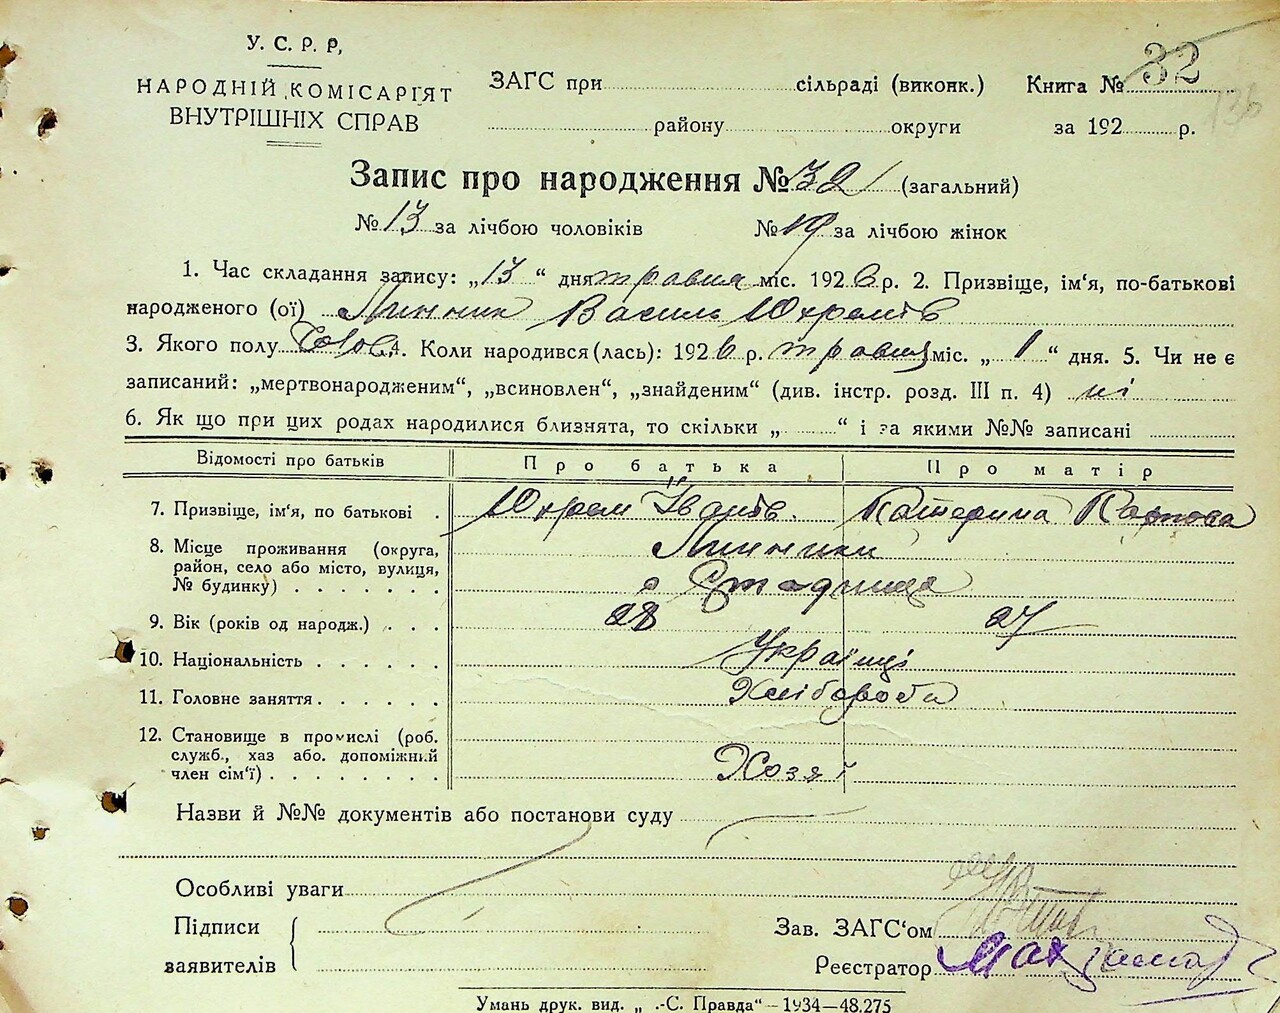 У. С. Р. Р,
НАРОДНІЙ КОМІСАРІЯТ
ВНУТРІШНІХ СПРАВ
ЗАГС при сільраді (виконк.) Книга № 32
136
району округи за 192 р.
Запис про народження № 32 (загальний)
№ 13 за лічбою чоловіків № 19 за лічбою жінок
1. Час складання запису: „13“ дня травня міс. 1926 р. 2. Призвіще, ім‘я, по-батькові
народженого (ої) Линник Василь Юхремів
3. Якого полу Чолов. 4. Коли народився (лась): 1926 р. травня міс. „1“ дня. 5. Чи не є
записаний: „мертвонародженим“, „всиновлен“, „знайденим“ (див. інстр. розд. III п. 4) ні
6. Як що при цих родах народилися близнята, то скільки „ “ і за якими №№ записані
Відомості про батьків Про батька Про матір
7. Призвіще, ім‘я, по батькові . Юхрем Іванів. Катерина Карпова
8. Місце проживання (округа, Линники
район, село або місто, вулиця,
№ будинку) . . . . . . .
9. Вік (років од народж.) . . . 28 27
10. Національність . . . . . . Українці
11. Головне заняття . . . . . . Хлібороби
12. Становище в промислі (роб.
служб., хаз або. допоміжний
член сім‘ї) . . . . . . . . Хозяї
Назви й №№ документів або постанови суду
Особливі уваги
Підписи
заявителів
Зав. ЗАГС‘ом
Реєстратор
Умань друк. вид. „ .-С. Правда“ — 1934—48.275